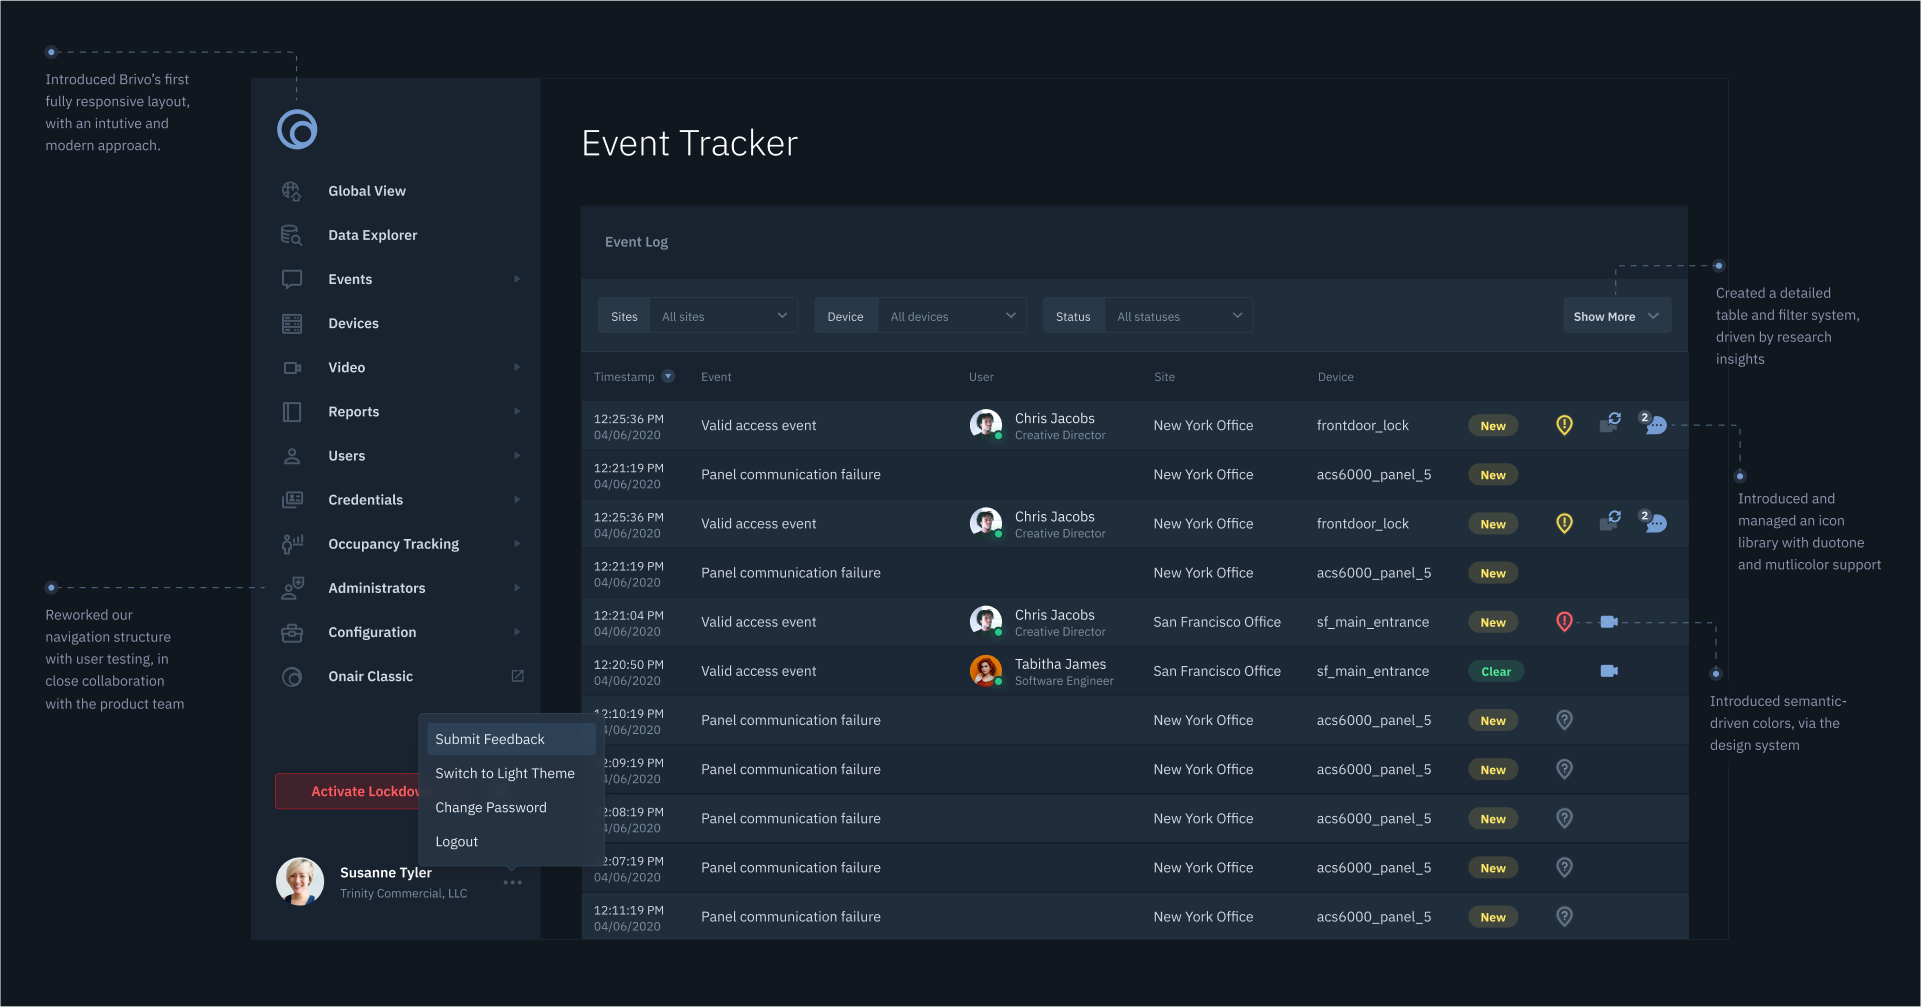 Introduced Brivo’s first
fully responsive layout,
with an intutive and
modern approach.
Reworked our
navigation structure
with user testing, in
close collaboration
with the product team
Global View
Data Explorer
Events
Devices
Video
Reports
Users
Credentials
Occupancy Tracking
Administrators
Configuration
Onair Classic
Submit Feedback
Switch to Light Theme
Change Password
Logout
Activate
Susanne Tyler
Trinity Commercial, LLC
Event Tracker
Event Log
Sites All sites Device All devices Status All statuses Show More
Timestamp Event User Site Device
12:25:36 PM
04/06/2020
Valid access event
Chris Jacobs
Creative Director
New York Office frontdoor_lock New ! 2
12:21:19 PM
04/06/2020
Panel communication failure New York Office acs6000_panel_5 New
12:25:36 PM
04/06/2020
Valid access event
Chris Jacobs
Creative Director
New York Office frontdoor_lock New ! 2
12:21:19 PM
04/06/2020
Panel communication failure New York Office acs6000_panel_5 New
12:21:04 PM
04/06/2020
Valid access event
Chris Jacobs
Creative Director
San Francisco Office sf_main_entrance New !
12:20:50 PM
04/06/2020
Valid access event
Tabitha James
Software Engineer
San Francisco Office sf_main_entrance Clear
12:10:19 PM
/06/2020
Panel communication failure New York Office acs6000_panel_5 New ?
2:09:19 PM
/06/2020
Panel communication failure New York Office acs6000_panel_5 New ?
2:08:19 PM
/06/2020
Panel communication failure New York Office acs6000_panel_5 New ?
2:07:19 PM
04/06/2020
Panel communication failure New York Office acs6000_panel_5 New ?
12:11:19 PM
04/06/2020
Panel communication failure New York Office acs6000_panel_5 New ?
Created a detailed
table and filter system,
driven by research
insights
Introduced and
managed an icon
library with duotone
and mutlicolor support
Introduced semantic-
driven colors, via the
design system